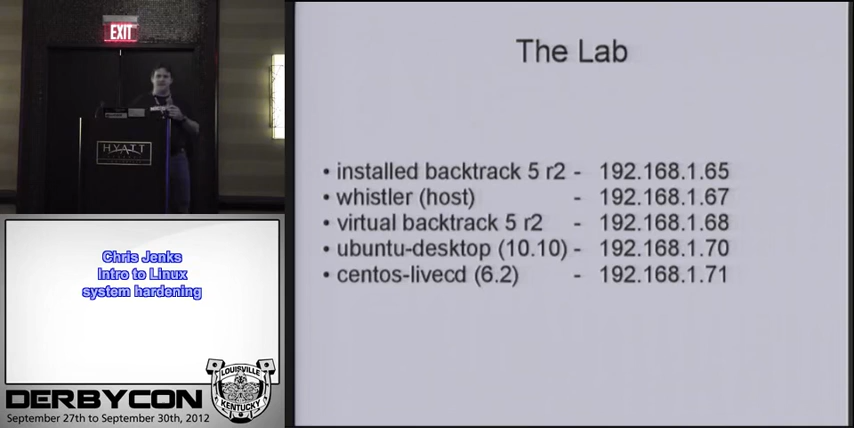 EXIT
HYATT
Chris Jenks
Intro to Linux
system hardening
DERBYCON
September 27th to September 30th, 2012
LOUISVILLE
KENTUCKY
The Lab
• installed backtrack 5 r2 - 192.168.1.65
• whistler (host) - 192.168.1.67
• virtual backtrack 5 r2 - 192.168.1.68
• ubuntu-desktop (10.10) - 192.168.1.70
• centos-livecd (6.2) - 192.168.1.71